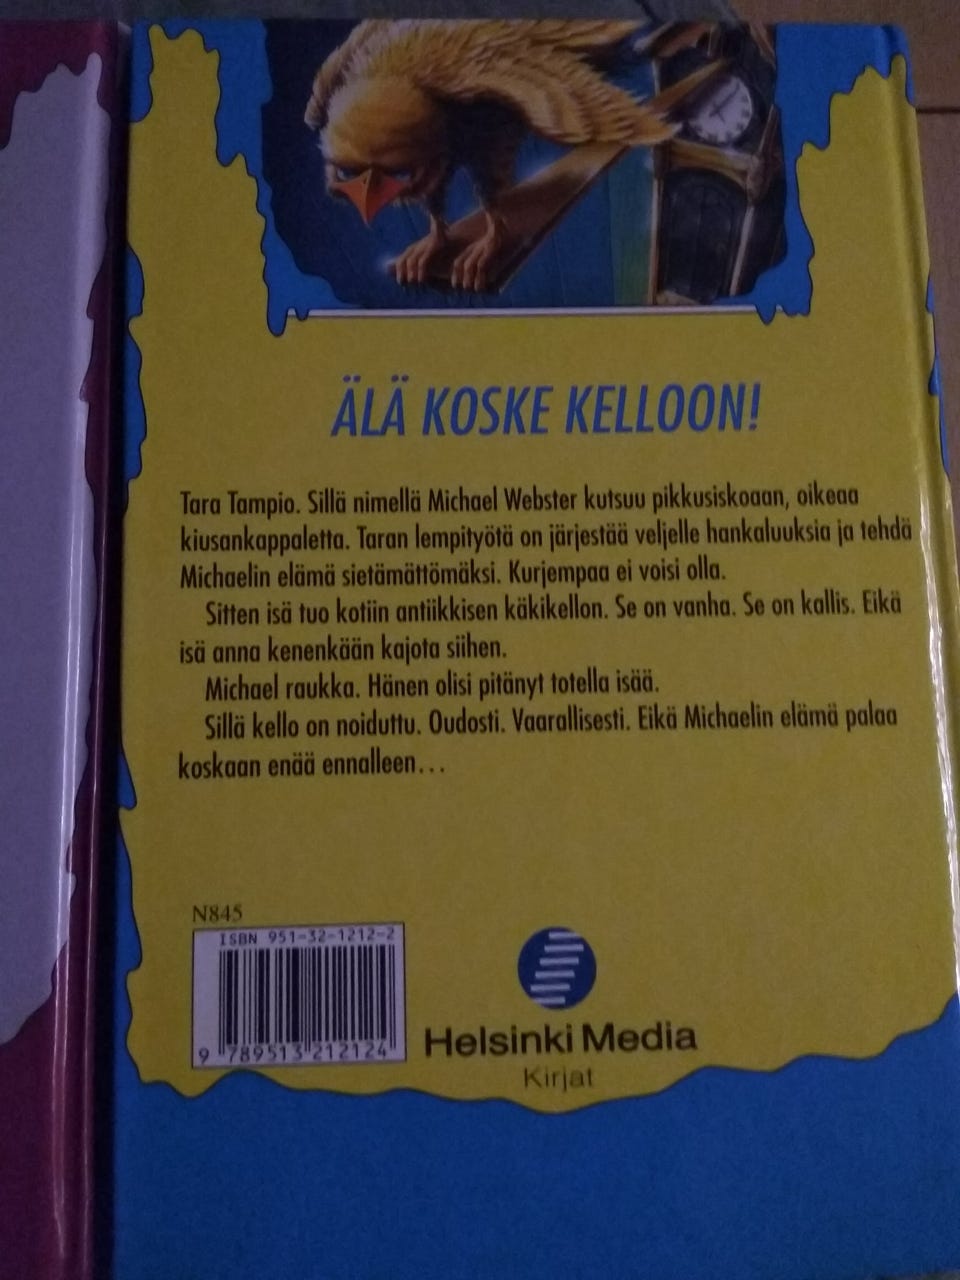 ÄLÄ KOSKE KELLOON!
Tara Tampio. Sillä nimellä Michael Webster kutsuu pikkusiskoaan, oikeaa
kiusankappaletta. Taran lempityötä on järjestää veljelle hankaluuksia ja tehdä
Michaelin elämä sietämättömäksi. Kurjempaa ei voisi olla.
Sitten isä tuo kotiin antiikkisen käkikellon. Se on vanha. Se on kallis. Eikä
isä anna kenenkään kajota siihen.
Michael raukka. Hänen olisi pitänyt totella isää.
Sillä kello on noiduttu. Oudosti. Vaarallisesti. Eikä Michaelin elämä palaa
koskaan enää ennalleen...
N845
ISBN 951-32-1212-2
9 789513 212124
Helsinki Media
Kirjat